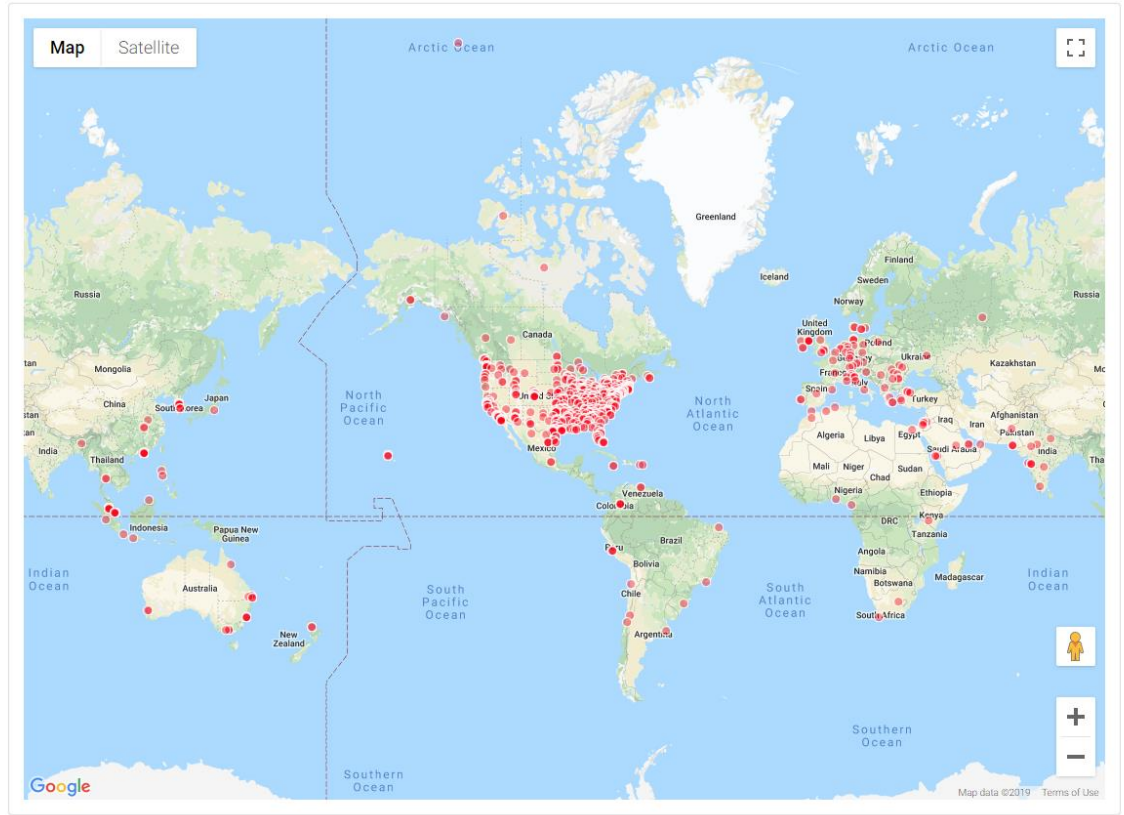 Map
Satellite
Arctic Ocean
Arctic Ocean
Greenland
Iceland
Finland
Sweden
Norway
Russia
Russia
United
Kingdom
Canada
Poland
Ukraine
Kazakhstan
Mongolia
France
Spain
Turkey
North
Pacific
Ocean
North
Atlantic
Ocean
China
South Korea
Japan
Afghanistan
Iraq
Iran
Pakistan
Algeria
Libya
Egypt
Saudi Arabia
India
India
Mexico
Thailand
Mali
Niger
Chad
Sudan
Nigeria
Ethiopia
Venezuela
Colombia
DRC
Kenya
Tanzania
Indonesia
Papua New
Guinea
Peru
Brazil
Bolivia
Angola
Namibia
Botswana
Madagascar
Indian
Ocean
Indian
Ocean
Australia
South
Pacific
Ocean
South
Atlantic
Ocean
Chile
South Africa
New
Zealand
Argentina
Southern
Ocean
Southern
Ocean
Google
Map data ©2019
Terms of Use